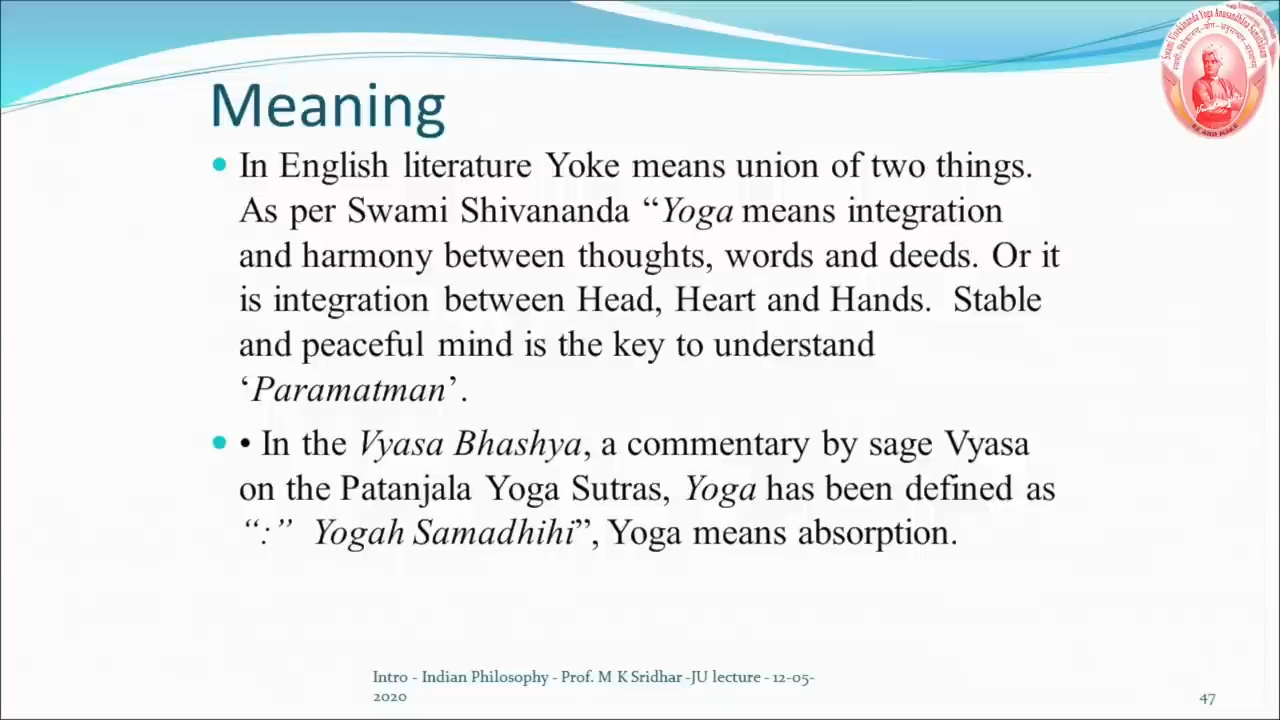 Meaning
• In English literature Yoke means union of two things.
As per Swami Shivananda “Yoga means integration
and harmony between thoughts, words and deeds. Or it
is integration between Head, Heart and Hands.  Stable
and peaceful mind is the key to understand
‘Paramatman’.
• • In the Vyasa Bhashya, a commentary by sage Vyasa
on the Patanjala Yoga Sutras, Yoga has been defined as
“:”  Yogah Samadhihi”, Yoga means absorption.
Intro - Indian Philosophy - Prof. M K Sridhar -JU lecture - 12-05-
2020
47